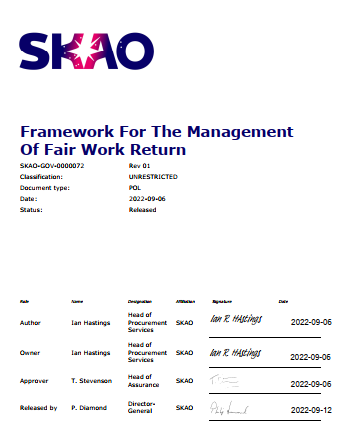 SKAO
Framework For The Management
Of Fair Work Return
SKAO-GOV-0000072 Rev 01
Classification: UNRESTRICTED
Document type: POL
Date: 2022-09-06
Status: Released
Role Name Designation Affiliation Signature Date
Author Ian Hastings Head of Procurement Services SKAO Ian R. HAstings 2022-09-06
Owner Ian Hastings Head of Procurement Services SKAO Ian R. HAstings 2022-09-06
Approver T. Stevenson Head of Assurance SKAO 2022-09-06
Released by P. Diamond Director-General SKAO 2022-09-12